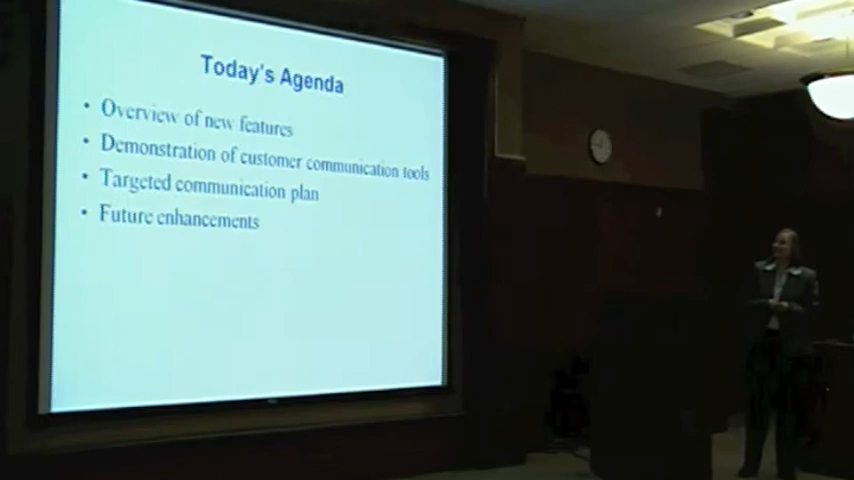 Today's Agenda
• Overview of new features
• Demonstration of customer communication tools
• Targeted communication plan
• Future enhancements